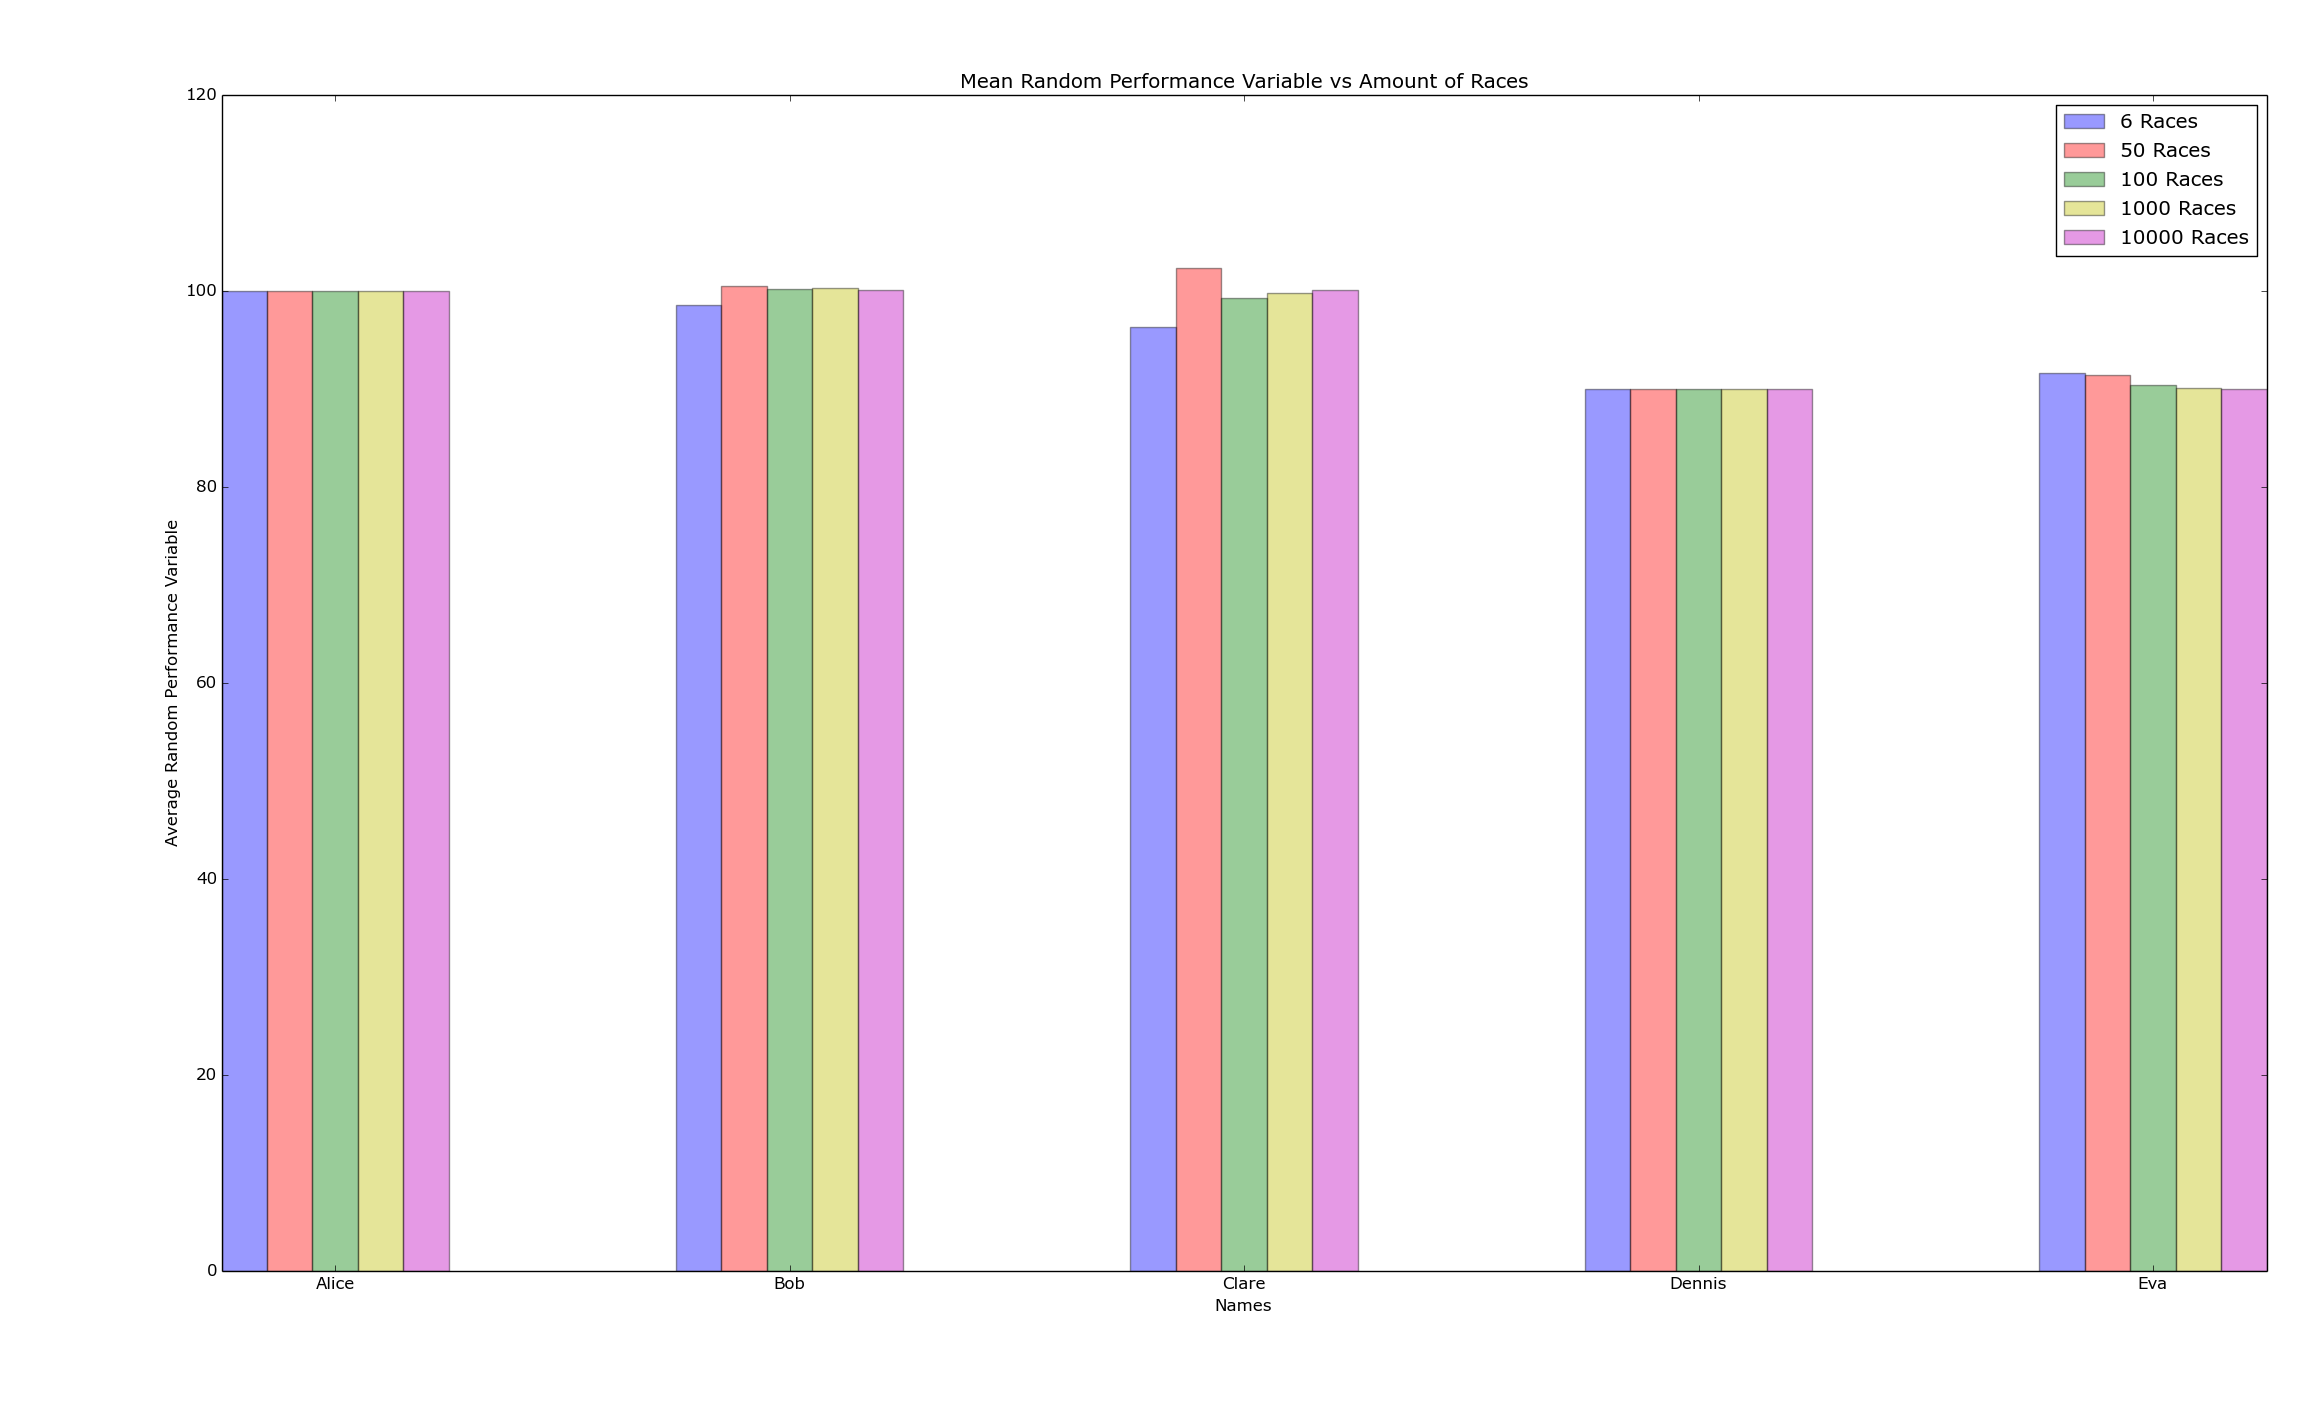 Mean Random Performance Variable vs Amount of Races
120
100
80
60
40
20
0
Average Random Performance Variable
6 Races
50 Races
100 Races
1000 Races
10000 Races
Alice Bob Clare Dennis Eva
Names